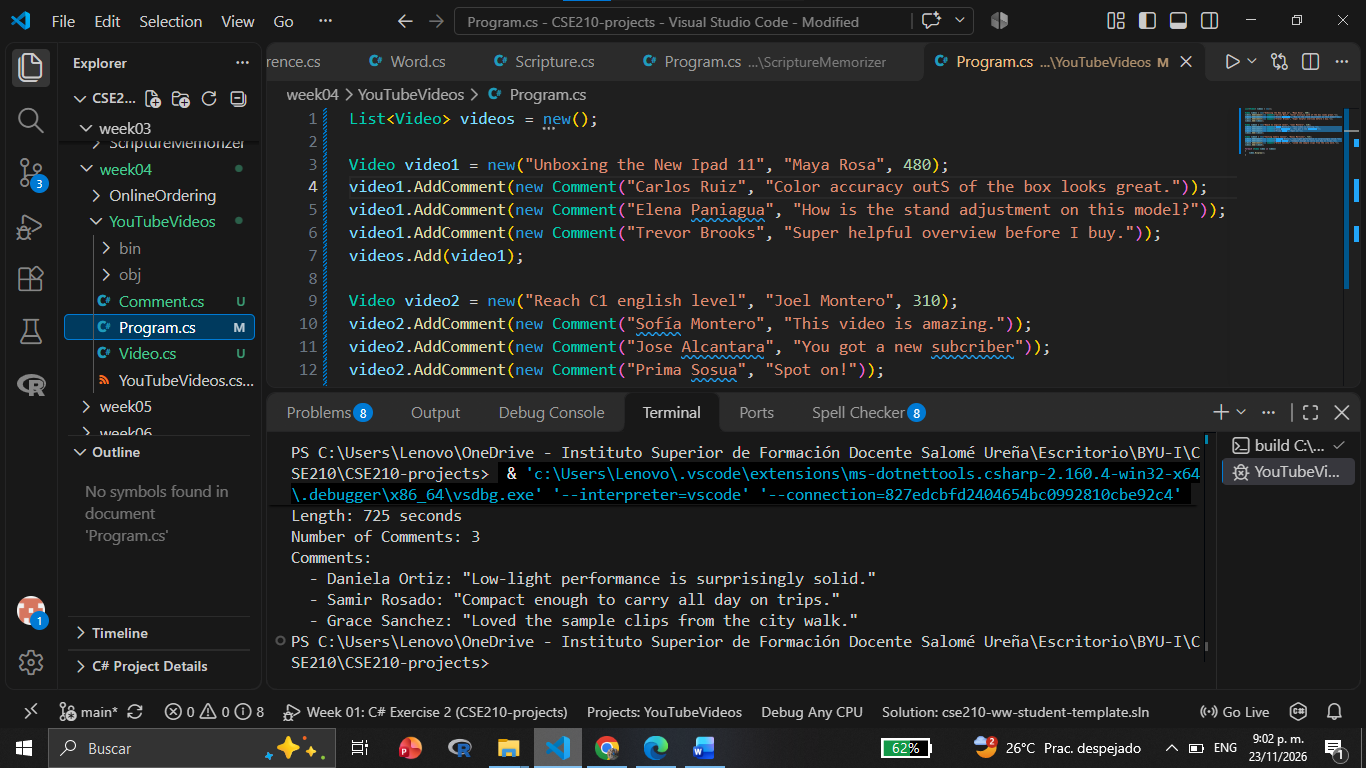 File Edit Selection View Go ··· Program.cs - CSE210-projects - Visual Studio Code - Modified
Explorer
CSE2...
week03
ScriptureMemorizer
week04
OnlineOrdering
YouTubeVideos
bin
obj
Comment.cs U
Program.cs M
Video.cs U
YouTubeVideos.cs...
week05
week06
Outline
No symbols found in
document
'Program.cs'
Timeline
C# Project Details
rence.cs Word.cs Scripture.cs Program.cs ...\ScriptureMemorizer Program.cs ...\YouTubeVideos M
week04 > YouTubeVideos > Program.cs
1 List<Video> videos = new();
2
3 Video video1 = new("Unboxing the New Ipad 11", "Maya Rosa", 480);
4 video1.AddComment(new Comment("Carlos Ruiz", "Color accuracy outS of the box looks great."));
5 video1.AddComment(new Comment("Elena Paniagua", "How is the stand adjustment on this model?"));
6 video1.AddComment(new Comment("Trevor Brooks", "Super helpful overview before I buy."));
7 videos.Add(video1);
8
9 Video video2 = new("Reach C1 english level", "Joel Montero", 310);
10 video2.AddComment(new Comment("Sofía Montero", "This video is amazing."));
11 video2.AddComment(new Comment("Jose Alcantara", "You got a new subcriber"));
12 video2.AddComment(new Comment("Prima Sosua", "Spot on!"));
Problems 8 Output Debug Console Terminal Ports Spell Checker 8
PS C:\Users\Lenovo\OneDrive - Instituto Superior de Formación Docente Salomé Ureña\Escritorio\BYU-I\C
SE210\CSE210-projects> & 'c:\Users\Lenovo\.vscode\extensions\ms-dotnettools.csharp-2.160.4-win32-x64
\.debugger\x86_64\vsdbg.exe' '--interpreter=vscode' '--connection=827edcbfd2404654bc0992810cbe92c4'
Length: 725 seconds
Number of Comments: 3
Comments:
- Daniela Ortiz: "Low-light performance is surprisingly solid."
- Samir Rosado: "Compact enough to carry all day on trips."
- Grace Sanchez: "Loved the sample clips from the city walk."
PS C:\Users\Lenovo\OneDrive - Instituto Superior de Formación Docente Salomé Ureña\Escritorio\BYU-I\C
SE210\CSE210-projects>
build C:\...
YouTubeVi...
3
1
main* 0 0 8 Week 01: C# Exercise 2 (CSE210-projects) Projects: YouTubeVideos Debug Any CPU Solution: cse210-ww-student-template.sln Go Live
Buscar 62% 2 26°C Prac. despejado ENG 9:02 p. m.
23/11/2026 1